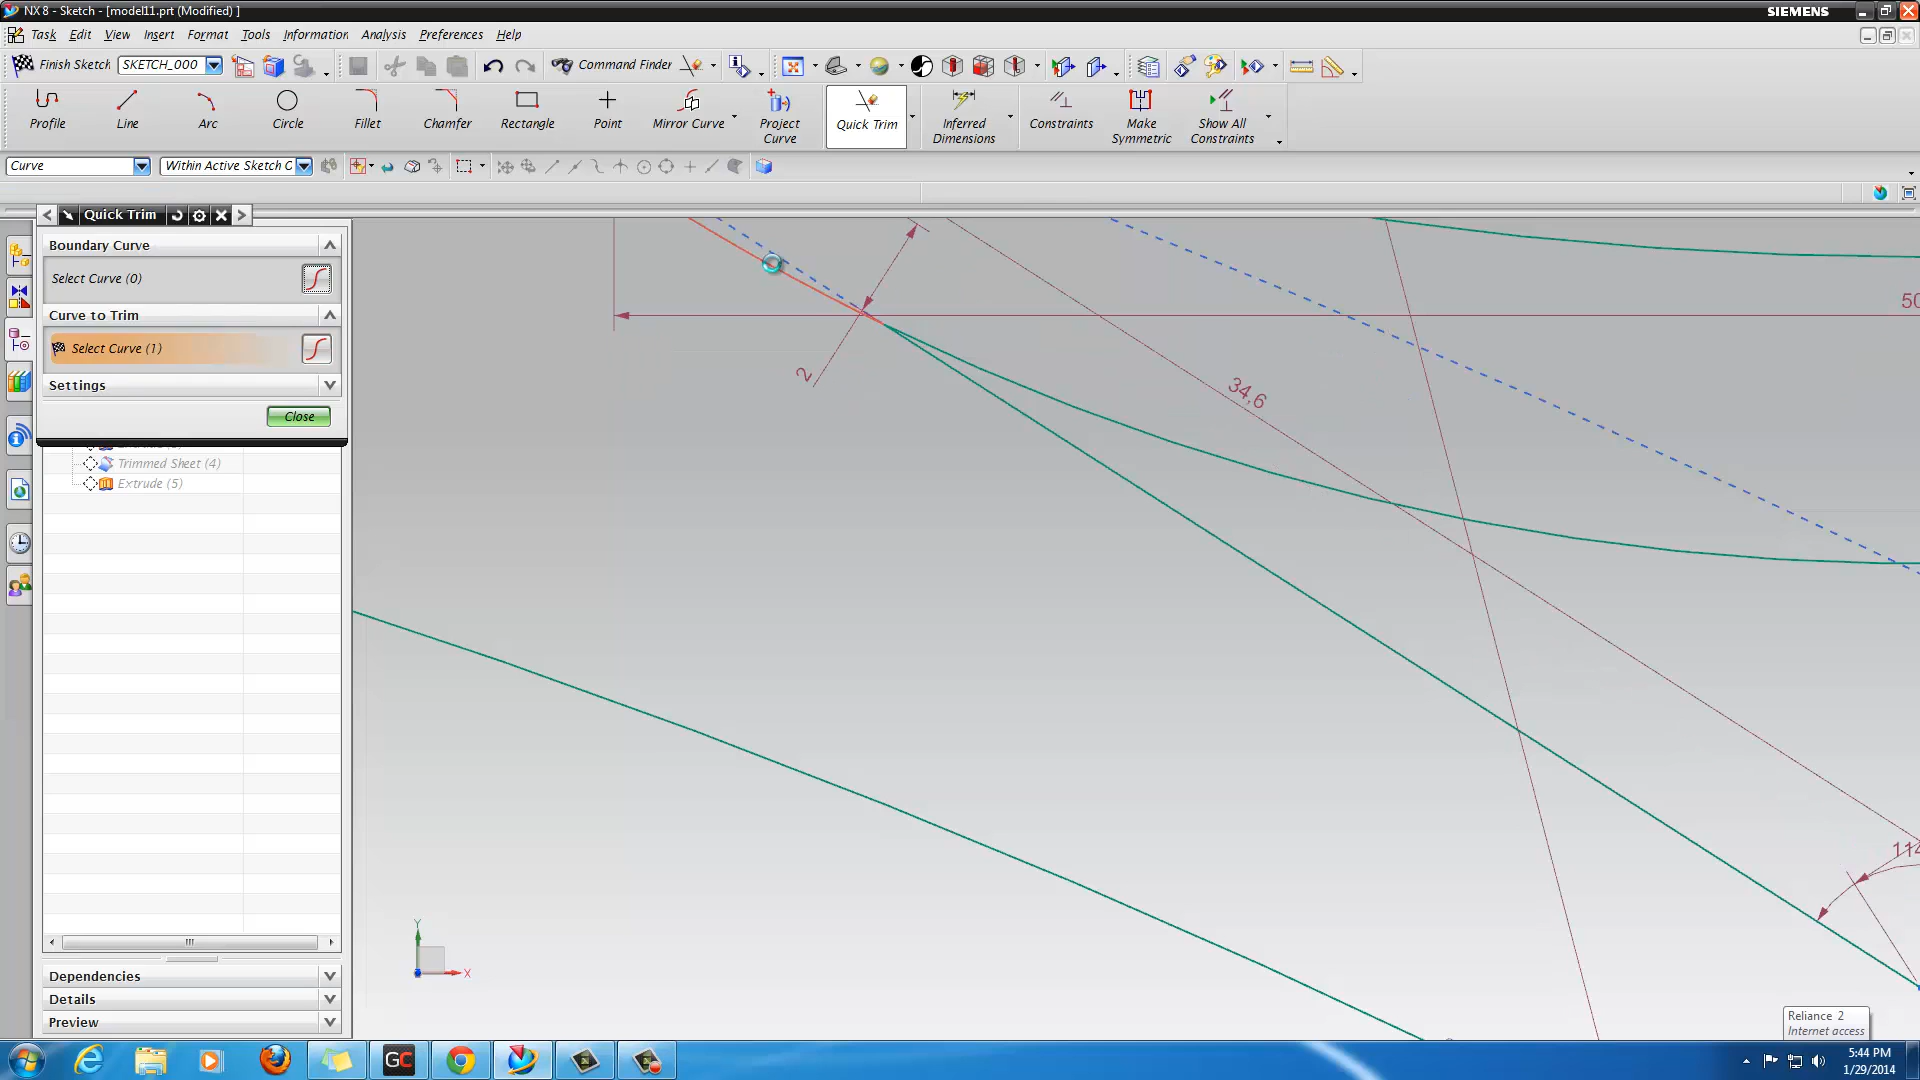 NX 8 - Sketch - [model11.prt (Modified) ]
SIEMENS
Task Edit View Insert Format Tools Information Analysis Preferences Help
Finish Sketch SKETCH_000 Command Finder
Profile Line Arc Circle Fillet Chamfer Rectangle Point Mirror Curve Project Curve Quick Trim Inferred Dimensions Constraints Make Symmetric Show All Constraints
Curve Within Active Sketch O
Quick Trim
Boundary Curve
Select Curve (0)
Curve to Trim
Select Curve (1)
Settings
Close
Trimmed Sheet (4)
Extrude (5)
Dependencies
Details
Preview
50
2
34,6
114
Y
X
Reliance 2
Internet access
GC
5:44 PM
1/29/2014